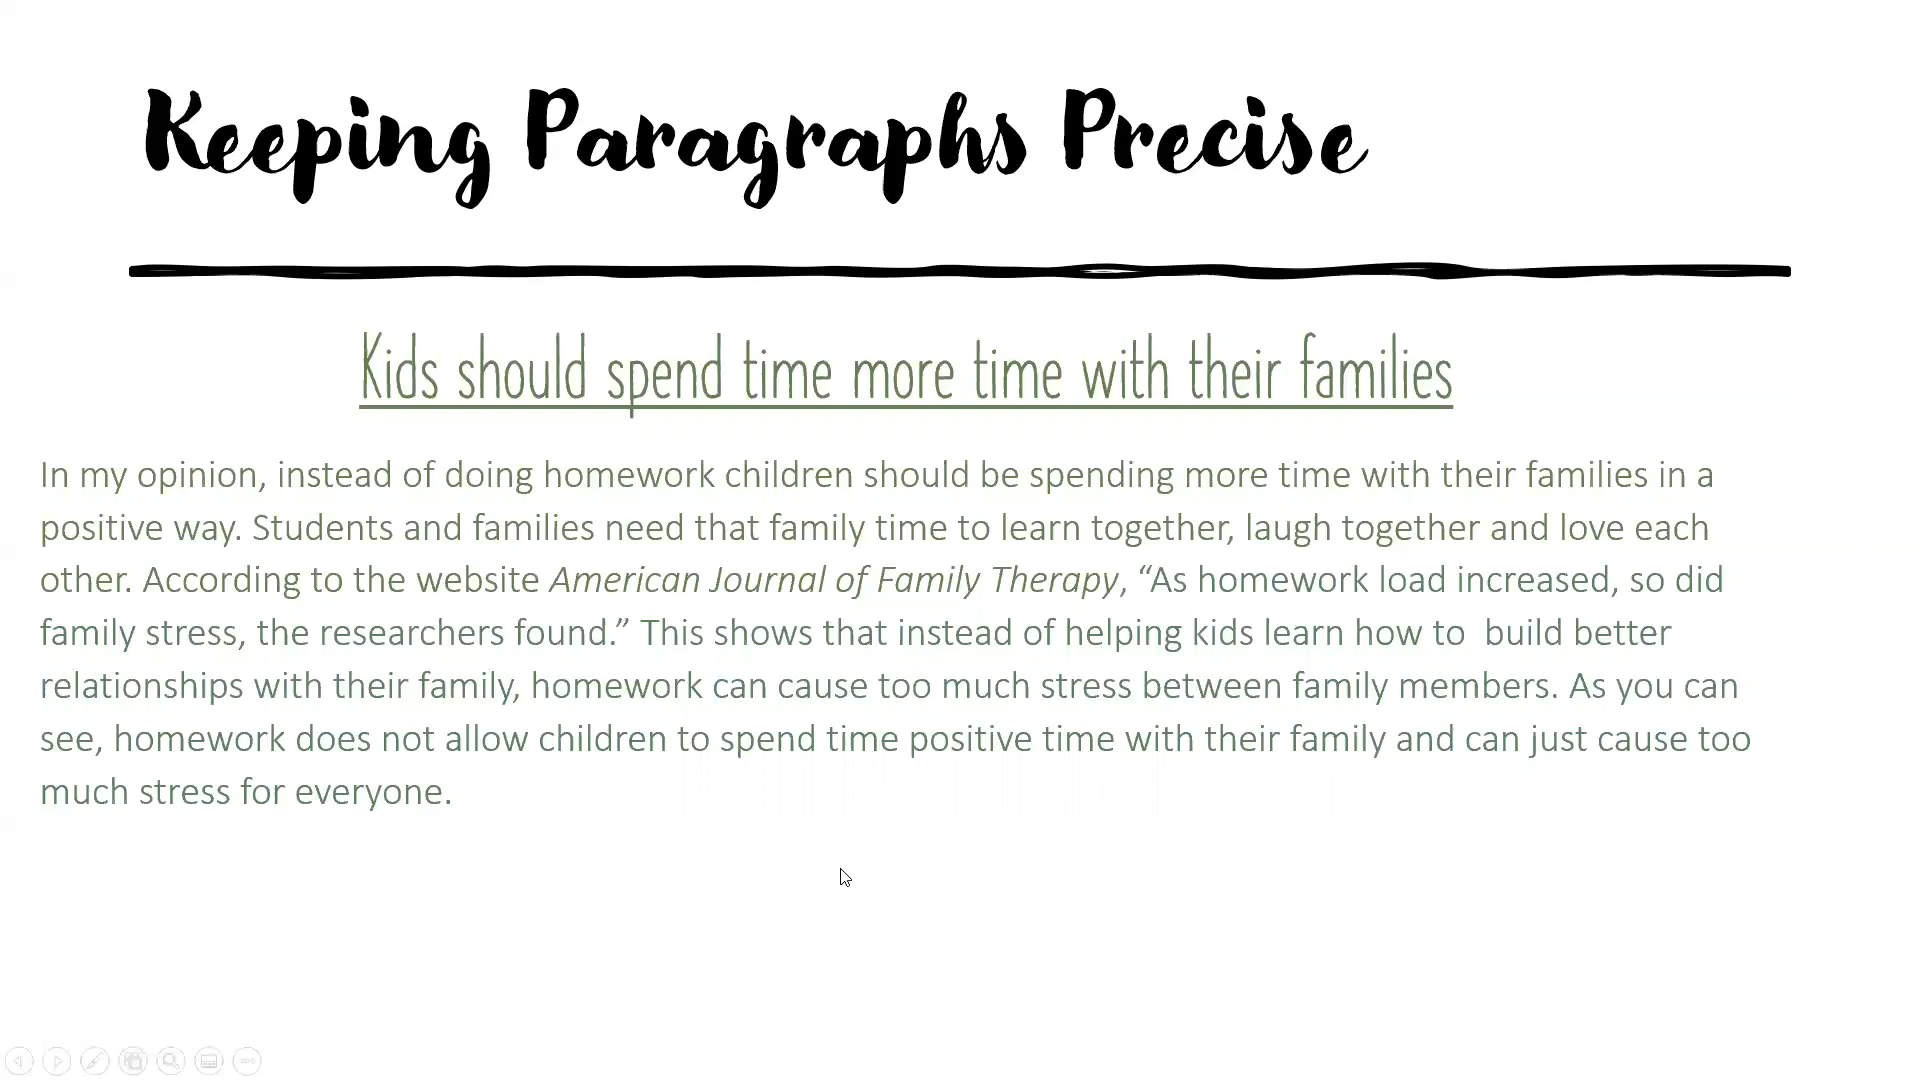 Keeping Paragraphs Precise
Kids should spend time more time with their families
In my opinion, instead of doing homework children should be spending more time with their families in a
positive way. Students and families need that family time to learn together, laugh together and love each
other. According to the website American Journal of Family Therapy, “As homework load increased, so did
family stress, the researchers found.” This shows that instead of helping kids learn how to  build better
relationships with their family, homework can cause too much stress between family members. As you can
see, homework does not allow children to spend time positive time with their family and can just cause too
much stress for everyone.